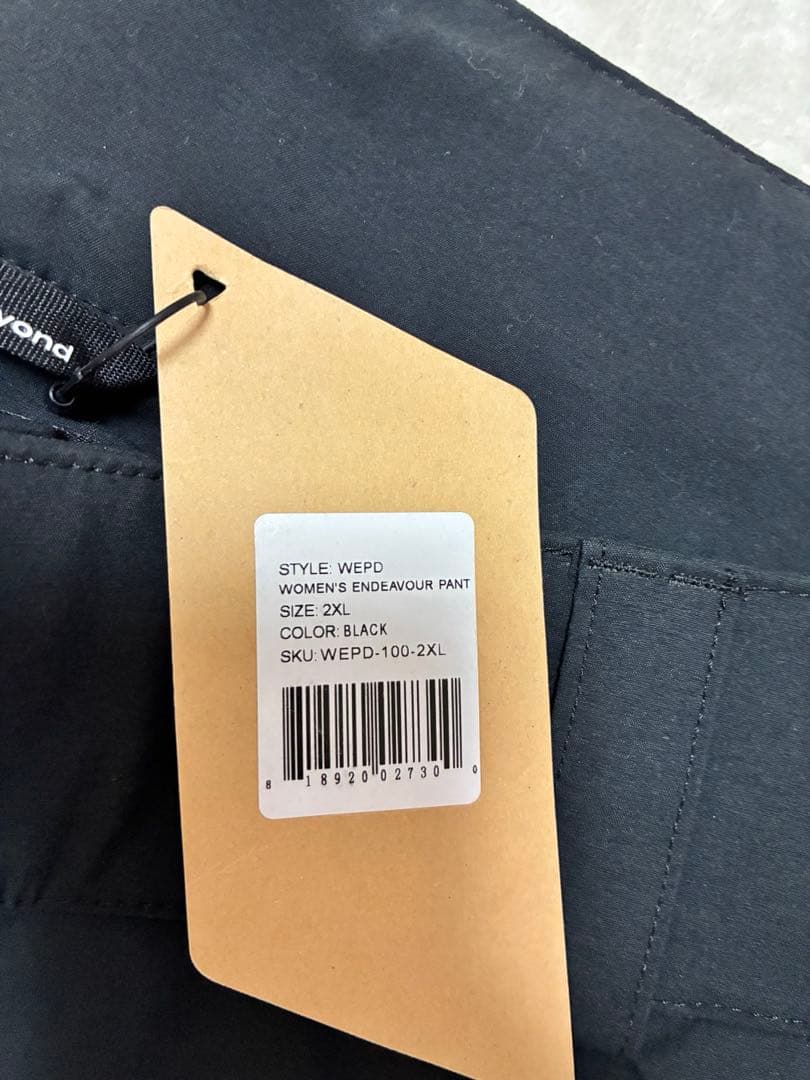 yond
STYLE: WEPD
WOMEN'S ENDEAVOUR PANT
SIZE: 2XL
COLOR: BLACK
SKU: WEPD-100-2XL
8 18920 02730 0